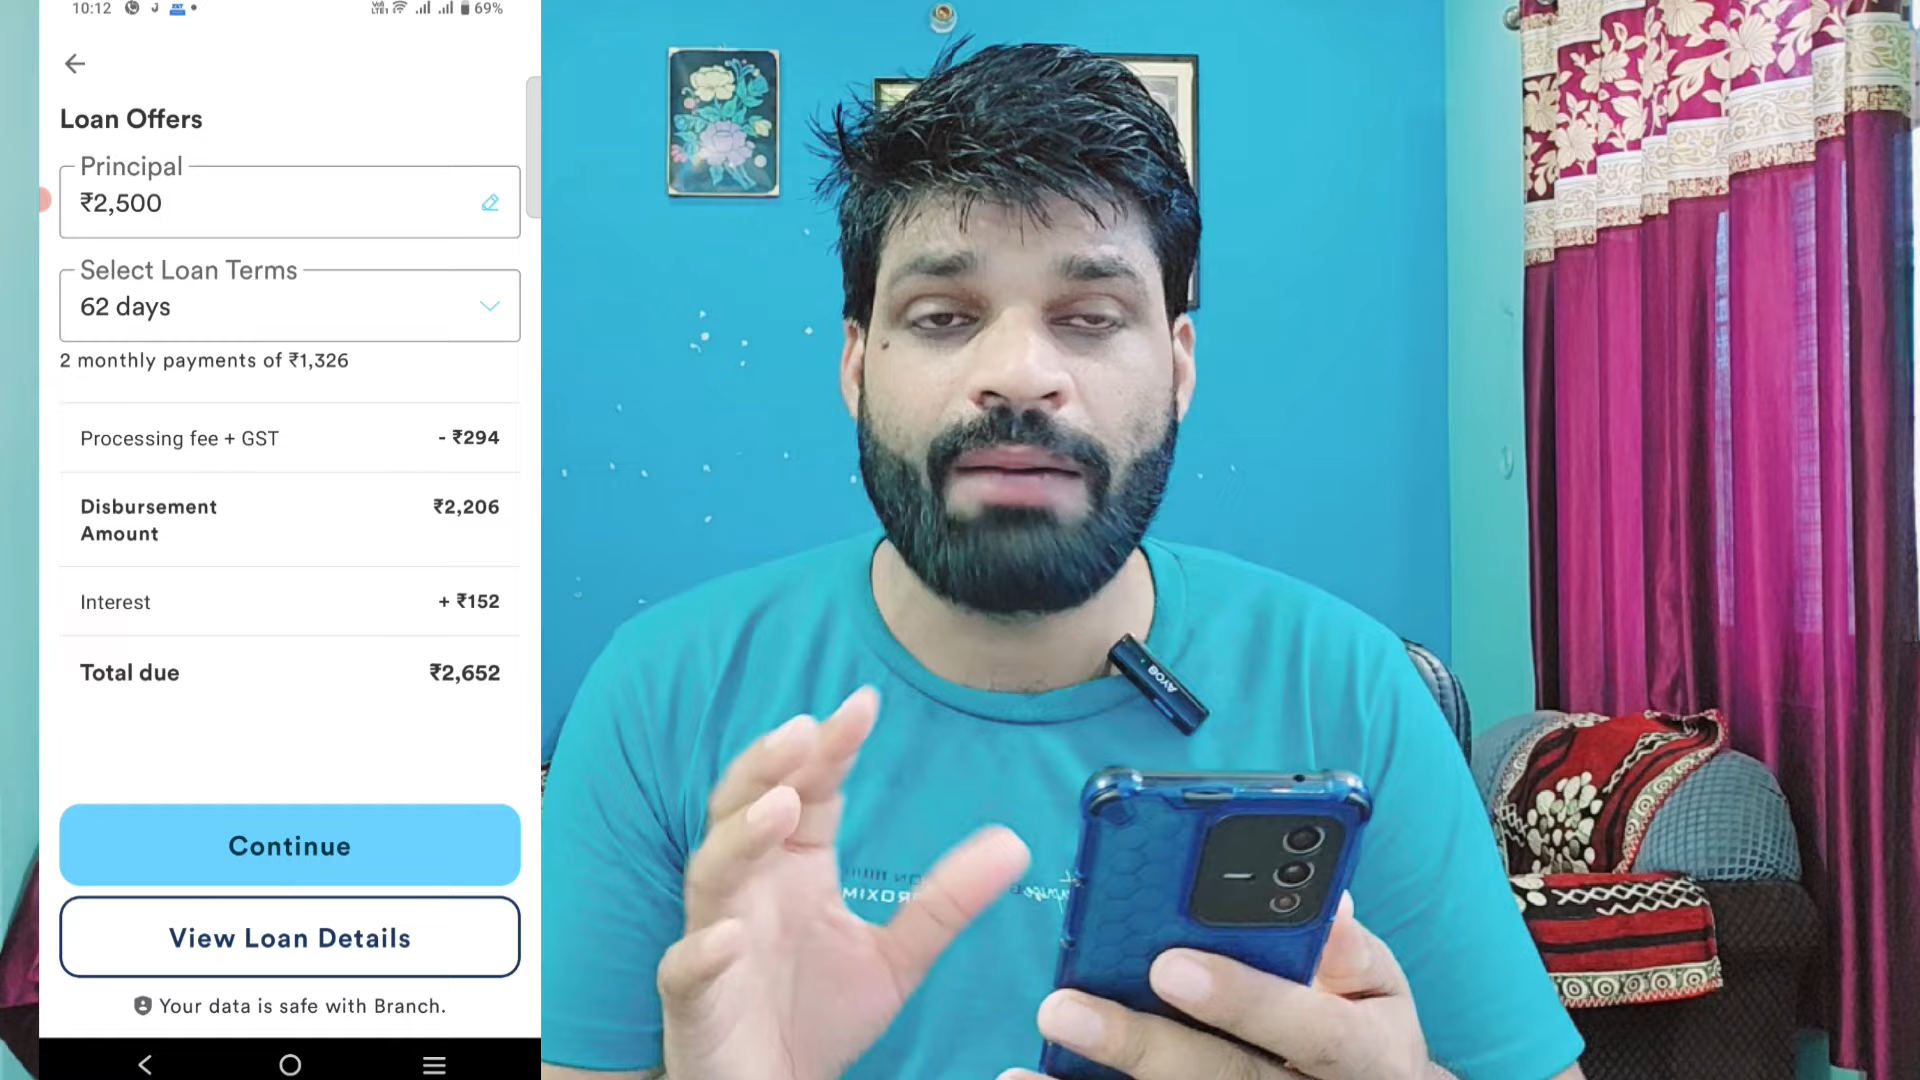 10:12
69%
Loan Offers
Principal
₹2,500
Select Loan Terms
62 days
2 monthly payments of ₹1,326
Processing fee + GST - ₹294
Disbursement Amount ₹2,206
Interest + ₹152
Total due ₹2,652
Continue
View Loan Details
Your data is safe with Branch.
BOYA